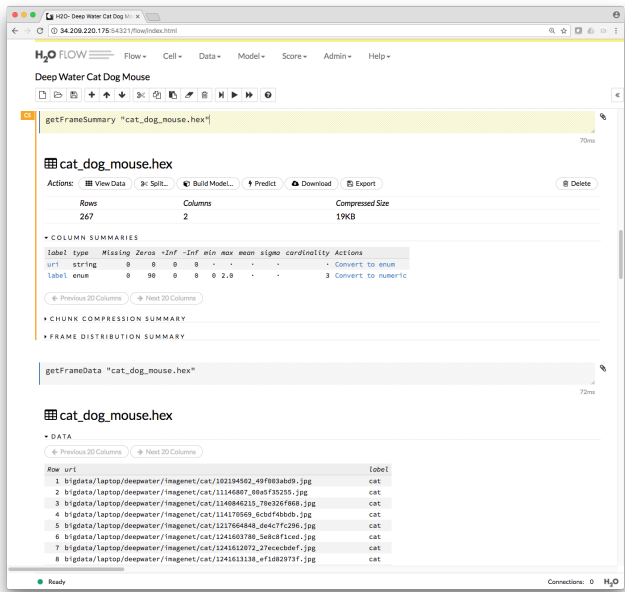 H2O- Deep Water Cat Dog Mo
34.209.220.175:54321/flow/index.html
H2O FLOW Flow Cell Data Model Score Admin Help
Deep Water Cat Dog Mouse
CS
getFrameSummary "cat_dog_mouse.hex"
70ms
cat_dog_mouse.hex
Actions: View Data Split... Build Model... Predict Download Export Delete
Rows Columns Compressed Size
267 2 19KB
COLUMN SUMMARIES
label type Missing Zeros +Inf -Inf min max mean sigma cardinality Actions
uri string 0 0 0 0 · · · · · Convert to enum
label enum 0 90 0 0 0 2.0 · · 3 Convert to numeric
← Previous 20 Columns → Next 20 Columns
CHUNK COMPRESSION SUMMARY
FRAME DISTRIBUTION SUMMARY
getFrameData "cat_dog_mouse.hex"
72ms
cat_dog_mouse.hex
DATA
← Previous 20 Columns → Next 20 Columns
Row uri label
1 bigdata/laptop/deepwater/imagenet/cat/102194502_49f003abd9.jpg cat
2 bigdata/laptop/deepwater/imagenet/cat/11146807_00a5f35255.jpg cat
3 bigdata/laptop/deepwater/imagenet/cat/1140846215_70e326f868.jpg cat
4 bigdata/laptop/deepwater/imagenet/cat/114170569_6cbdf4bbdb.jpg cat
5 bigdata/laptop/deepwater/imagenet/cat/1217664848_de4c7fc296.jpg cat
6 bigdata/laptop/deepwater/imagenet/cat/1241603780_5e8c8f1ced.jpg cat
7 bigdata/laptop/deepwater/imagenet/cat/1241612072_27ececbdef.jpg cat
8 bigdata/laptop/deepwater/imagenet/cat/1241613138_ef1d82973f.jpg cat
Ready Connections: 0 H2O